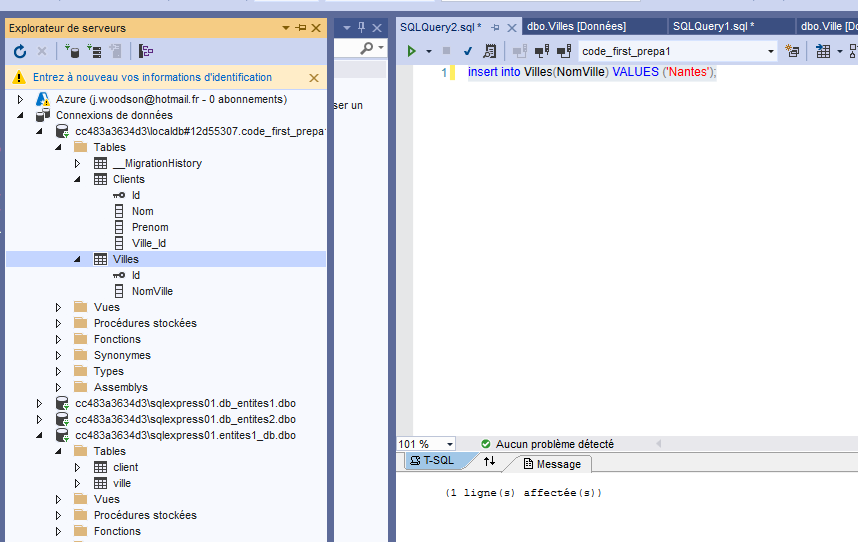 Explorateur de serveurs
Entrez à nouveau vos informations d'identification
Azure (j.woodson@hotmail.fr - 0 abonnements)
Connexions de données
cc483a3634d3\localdb#12d55307.code_first_prepa1
Tables
__MigrationHistory
Clients
Id
Nom
Prenom
Ville_Id
Villes
Id
NomVille
Vues
Procédures stockées
Fonctions
Synonymes
Types
Assemblys
cc483a3634d3\sqlexpress01.db_entites1.dbo
cc483a3634d3\sqlexpress01.db_entites2.dbo
cc483a3634d3\sqlexpress01.entites1_db.dbo
Tables
client
ville
Vues
Procédures stockées
Fonctions
ser un
SQLQuery2.sql *
dbo.Villes [Données]
SQLQuery1.sql *
dbo.Ville [Don
code_first_prepa1
1 insert into Villes(NomVille) VALUES ('Nantes');
101 %
Aucun problème détecté
T-SQL
Message
(1 ligne(s) affectée(s))